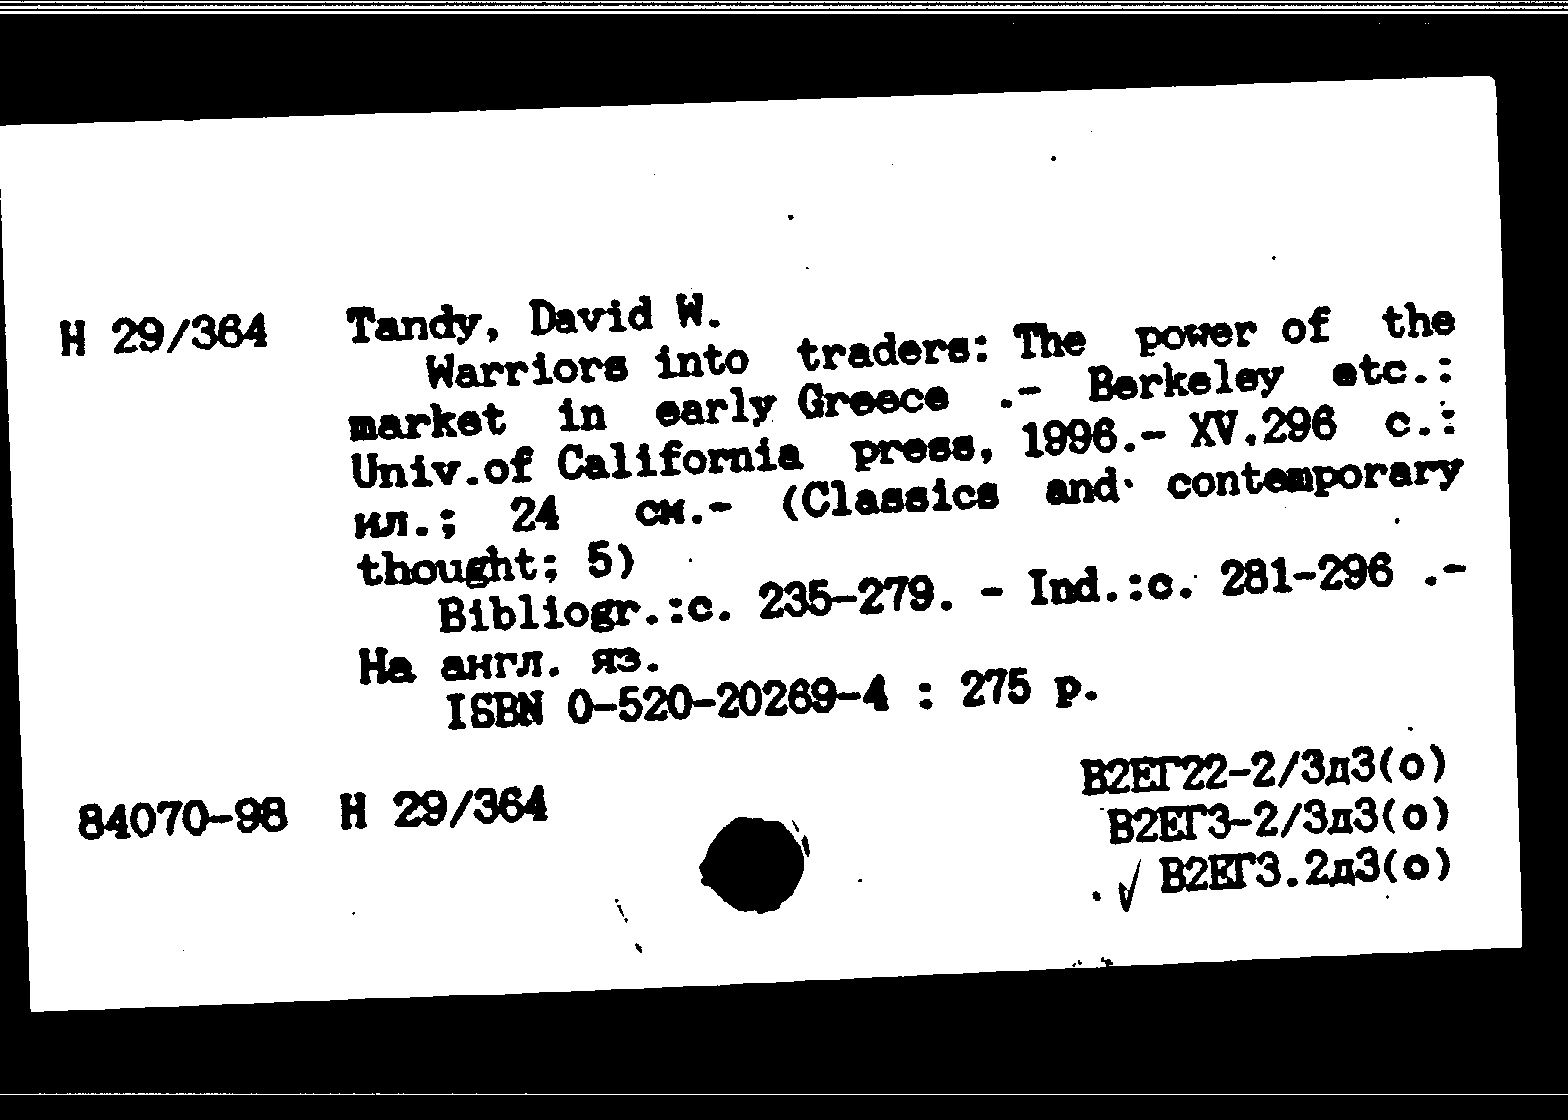 Н 29/364 Tandy, David W.
Warriors into traders: The power of the
market in early Greece .- Berkeley etc.:
Univ.of California press, 1996.- XV.296 с.:
ил.; 24 см.- (Classics and contemporary
thought; 5)
Bibliogr.:с. 235-279. - Ind.:с. 281-296 .-
На англ. яз.
ISBN 0-520-20269-4 : 275 р.
В2ЕГ22-2/3д3(о)
84070-98 Н 29/364
В2ЕГ3-2/3д3(о)
√ В2ЕГ3.2д3(о)